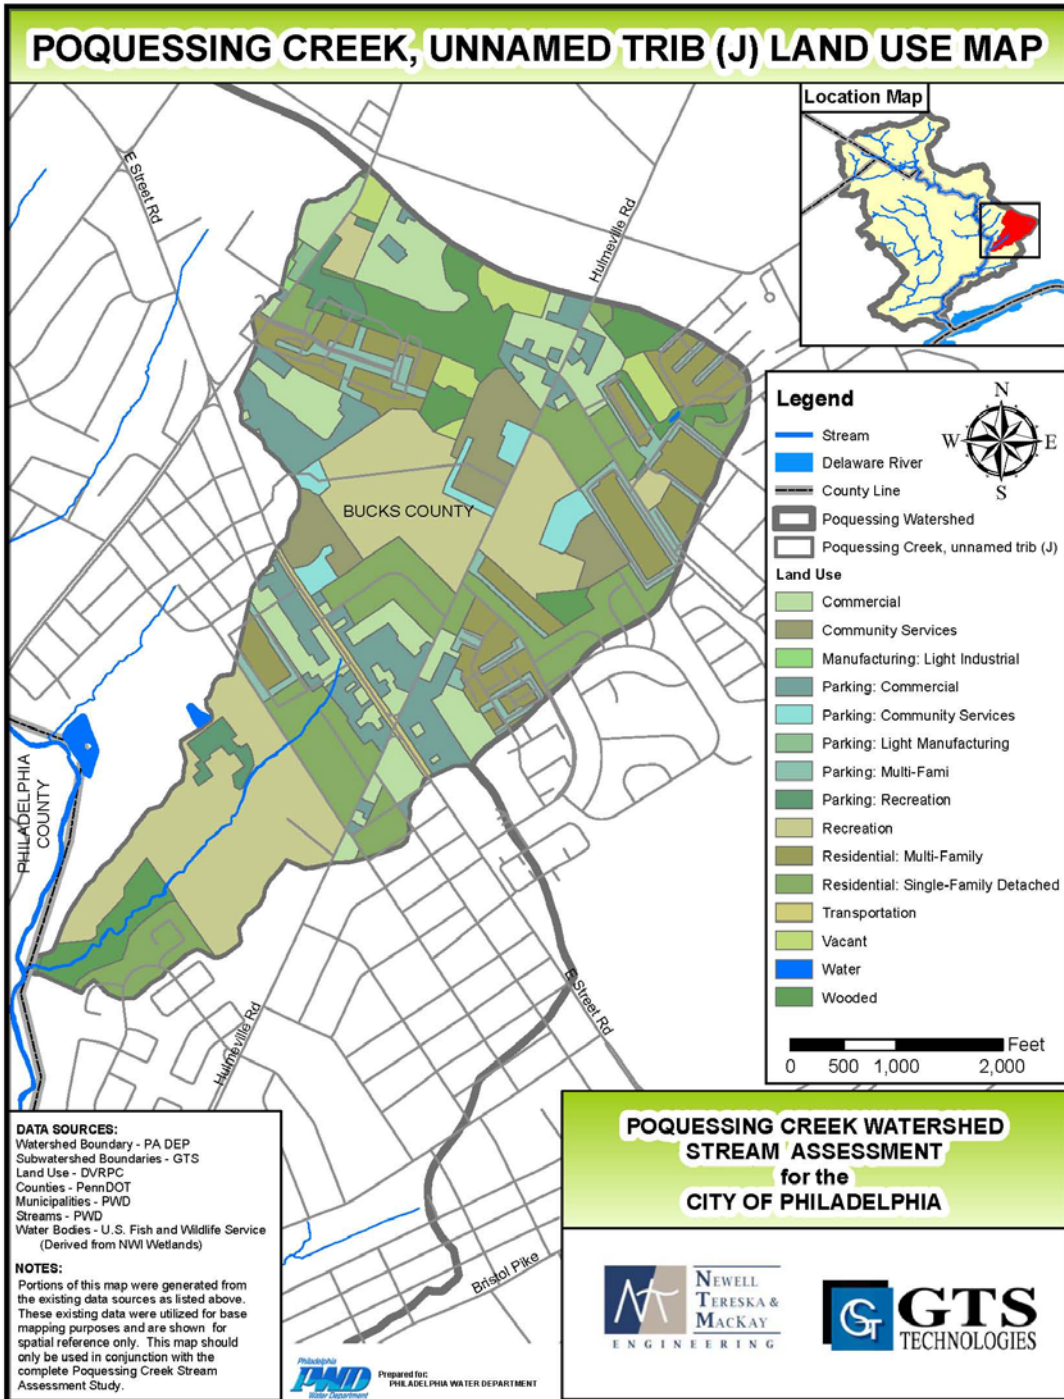 POQUESSING CREEK, UNNAMED TRIB (J) LAND USE MAP
Location Map
E Street Rd
Hulmeville Rd
BUCKS COUNTY
PHILADELPHIA
COUNTY
Hulmeville Rd
E Street Rd
Bristol Pike
Legend
N
W
E
S
Stream
Delaware River
County Line
Poquessing Watershed
Poquessing Creek, unnamed trib (J)
Land Use
Commercial
Community Services
Manufacturing: Light Industrial
Parking: Commercial
Parking: Community Services
Parking: Light Manufacturing
Parking: Multi-Fami
Parking: Recreation
Recreation
Residential: Multi-Family
Residential: Single-Family Detached
Transportation
Vacant
Water
Wooded
Feet
0 500 1,000 2,000
DATA SOURCES:
Watershed Boundary - PA DEP
Subwatershed Boundaries - GTS
Land Use - DVRPC
Counties - PennDOT
Municipalities - PWD
Streams - PWD
Water Bodies - U.S. Fish and Wildlife Service
(Derived from NWI Wetlands)
NOTES:
Portions of this map were generated from
the existing data sources as listed above.
These existing data were utilized for base
mapping purposes and are shown for
spatial reference only. This map should
only be used in conjunction with the
complete Poquessing Creek Stream
Assessment Study.
Philadelphia
PWD
Water Department
Prepared for:
PHILADELPHIA WATER DEPARTMENT
POQUESSING CREEK WATERSHED
STREAM ASSESSMENT
for the
CITY OF PHILADELPHIA
NEWELL
TERESKA &
MACKAY
ENGINEERING
GTS
TECHNOLOGIES